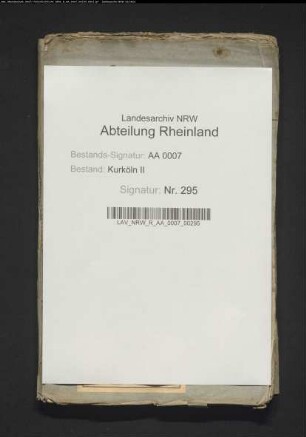 Landesarchiv NRW
Abteilung Rheinland
Bestands-Signatur: AA 0007
Bestand: Kurköln II
Signatur: Nr. 295
LAV_NRW_R_AA_0007_00295